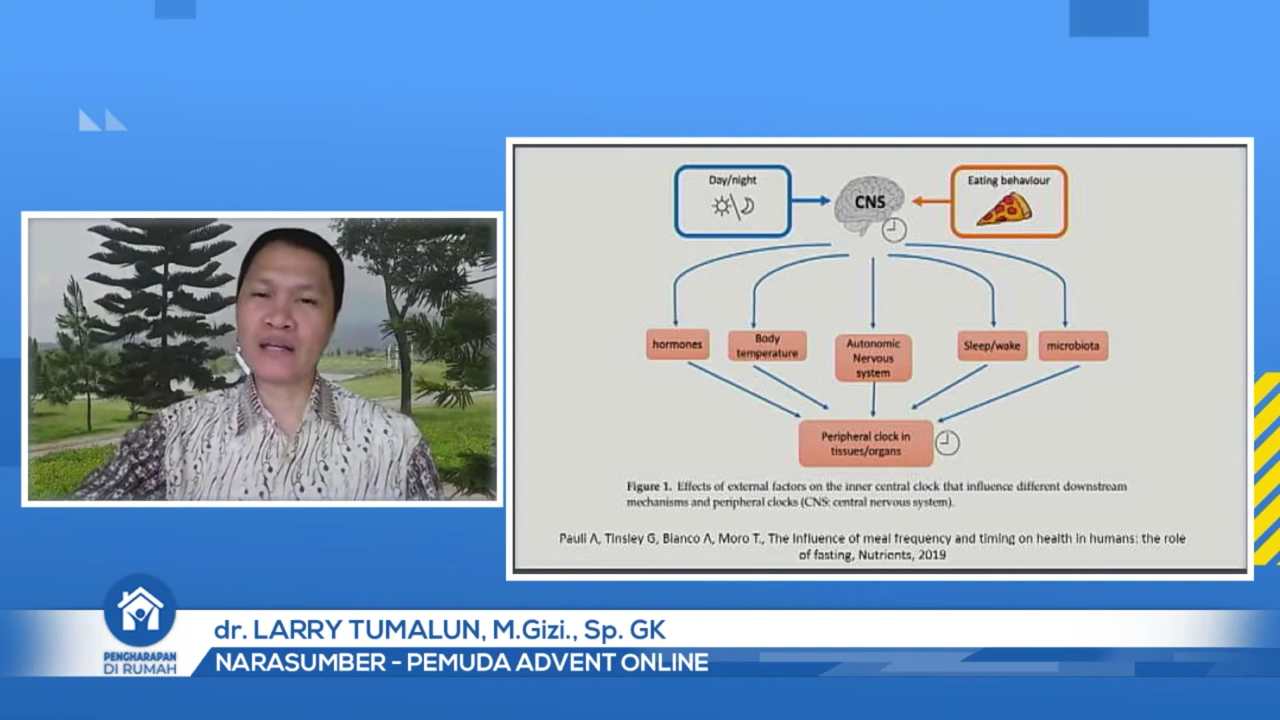 Day/night
CNS
Eating behaviour
hormones
Body
temperature
Autonomic
Nervous
system
Sleep/wake
microbiota
Peripheral clock in
tissues/organs
Figure 1. Effects of external factors on the inner central clock that influence different downstream
mechanisms and peripheral clocks (CNS: central nervous system).
Pauli A, Tinsley G, Bianco A, Moro T., The Influence of meal frequency and timing on health in humans: the role
of fasting, Nutrients, 2019
dr. LARRY TUMALUN, M.Gizi., Sp. GK
PENGHARAPAN
DI RUMAH
NARASUMBER - PEMUDA ADVENT ONLINE